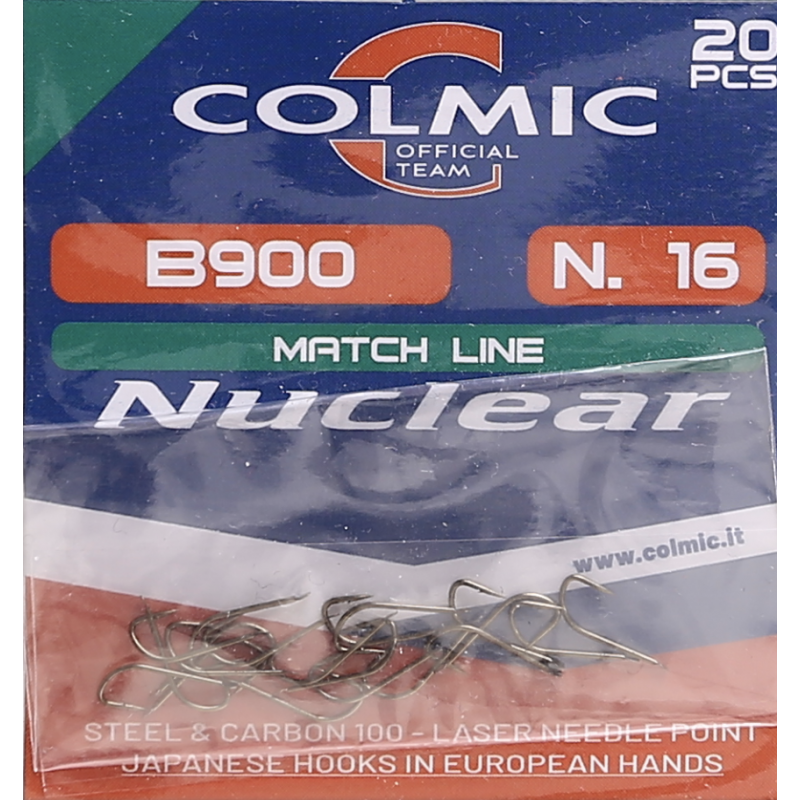 20
PCS
COLMIC
OFFICIAL
TEAM
B900 N. 16
MATCH LINE
Nuclear
www.colmic.it
STEEL & CARBON 100 - LASER NEEDLE POINT
JAPANESE HOOKS IN EUROPEAN HANDS